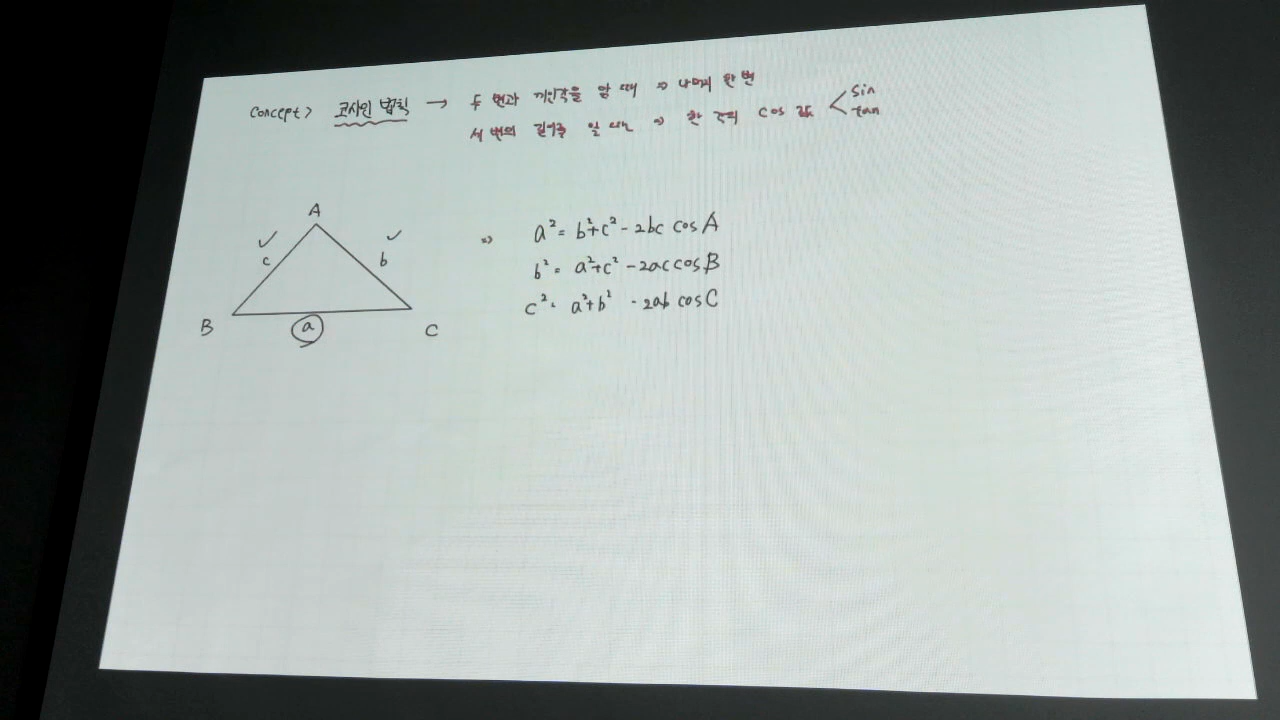 Concept> 코사인 법칙 → 두 변과 끼인각을 알 때 ⇒ 나머지 한 변
세 변의 길이를 알 때는 ⇒ 한 각의 cos 값 < sin
tan
A
c
b
B
a
C
⇒ a² = b²+c² - 2bc cos A
b² = a²+c² - 2ac cos B
c² = a²+b² - 2ab cos C